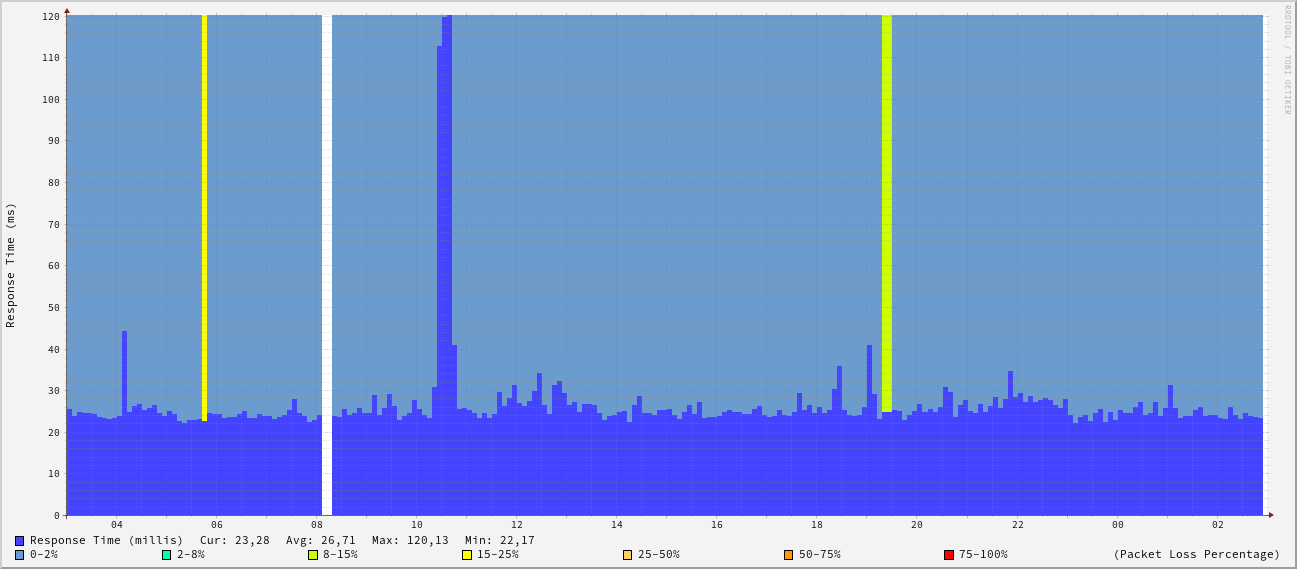 RRDTOOL / TOBI OETIKER
Response Time (ms)
120
110
100
90
80
70
60
50
40
30
20
10
0
04 06 08 10 12 14 16 18 20 22 00 02
Response Time (millis) Cur: 23,28 Avg: 26,71 Max: 120,13 Min: 22,17
0-2% 2-8% 8-15% 15-25% 25-50% 50-75% 75-100% (Packet Loss Percentage)